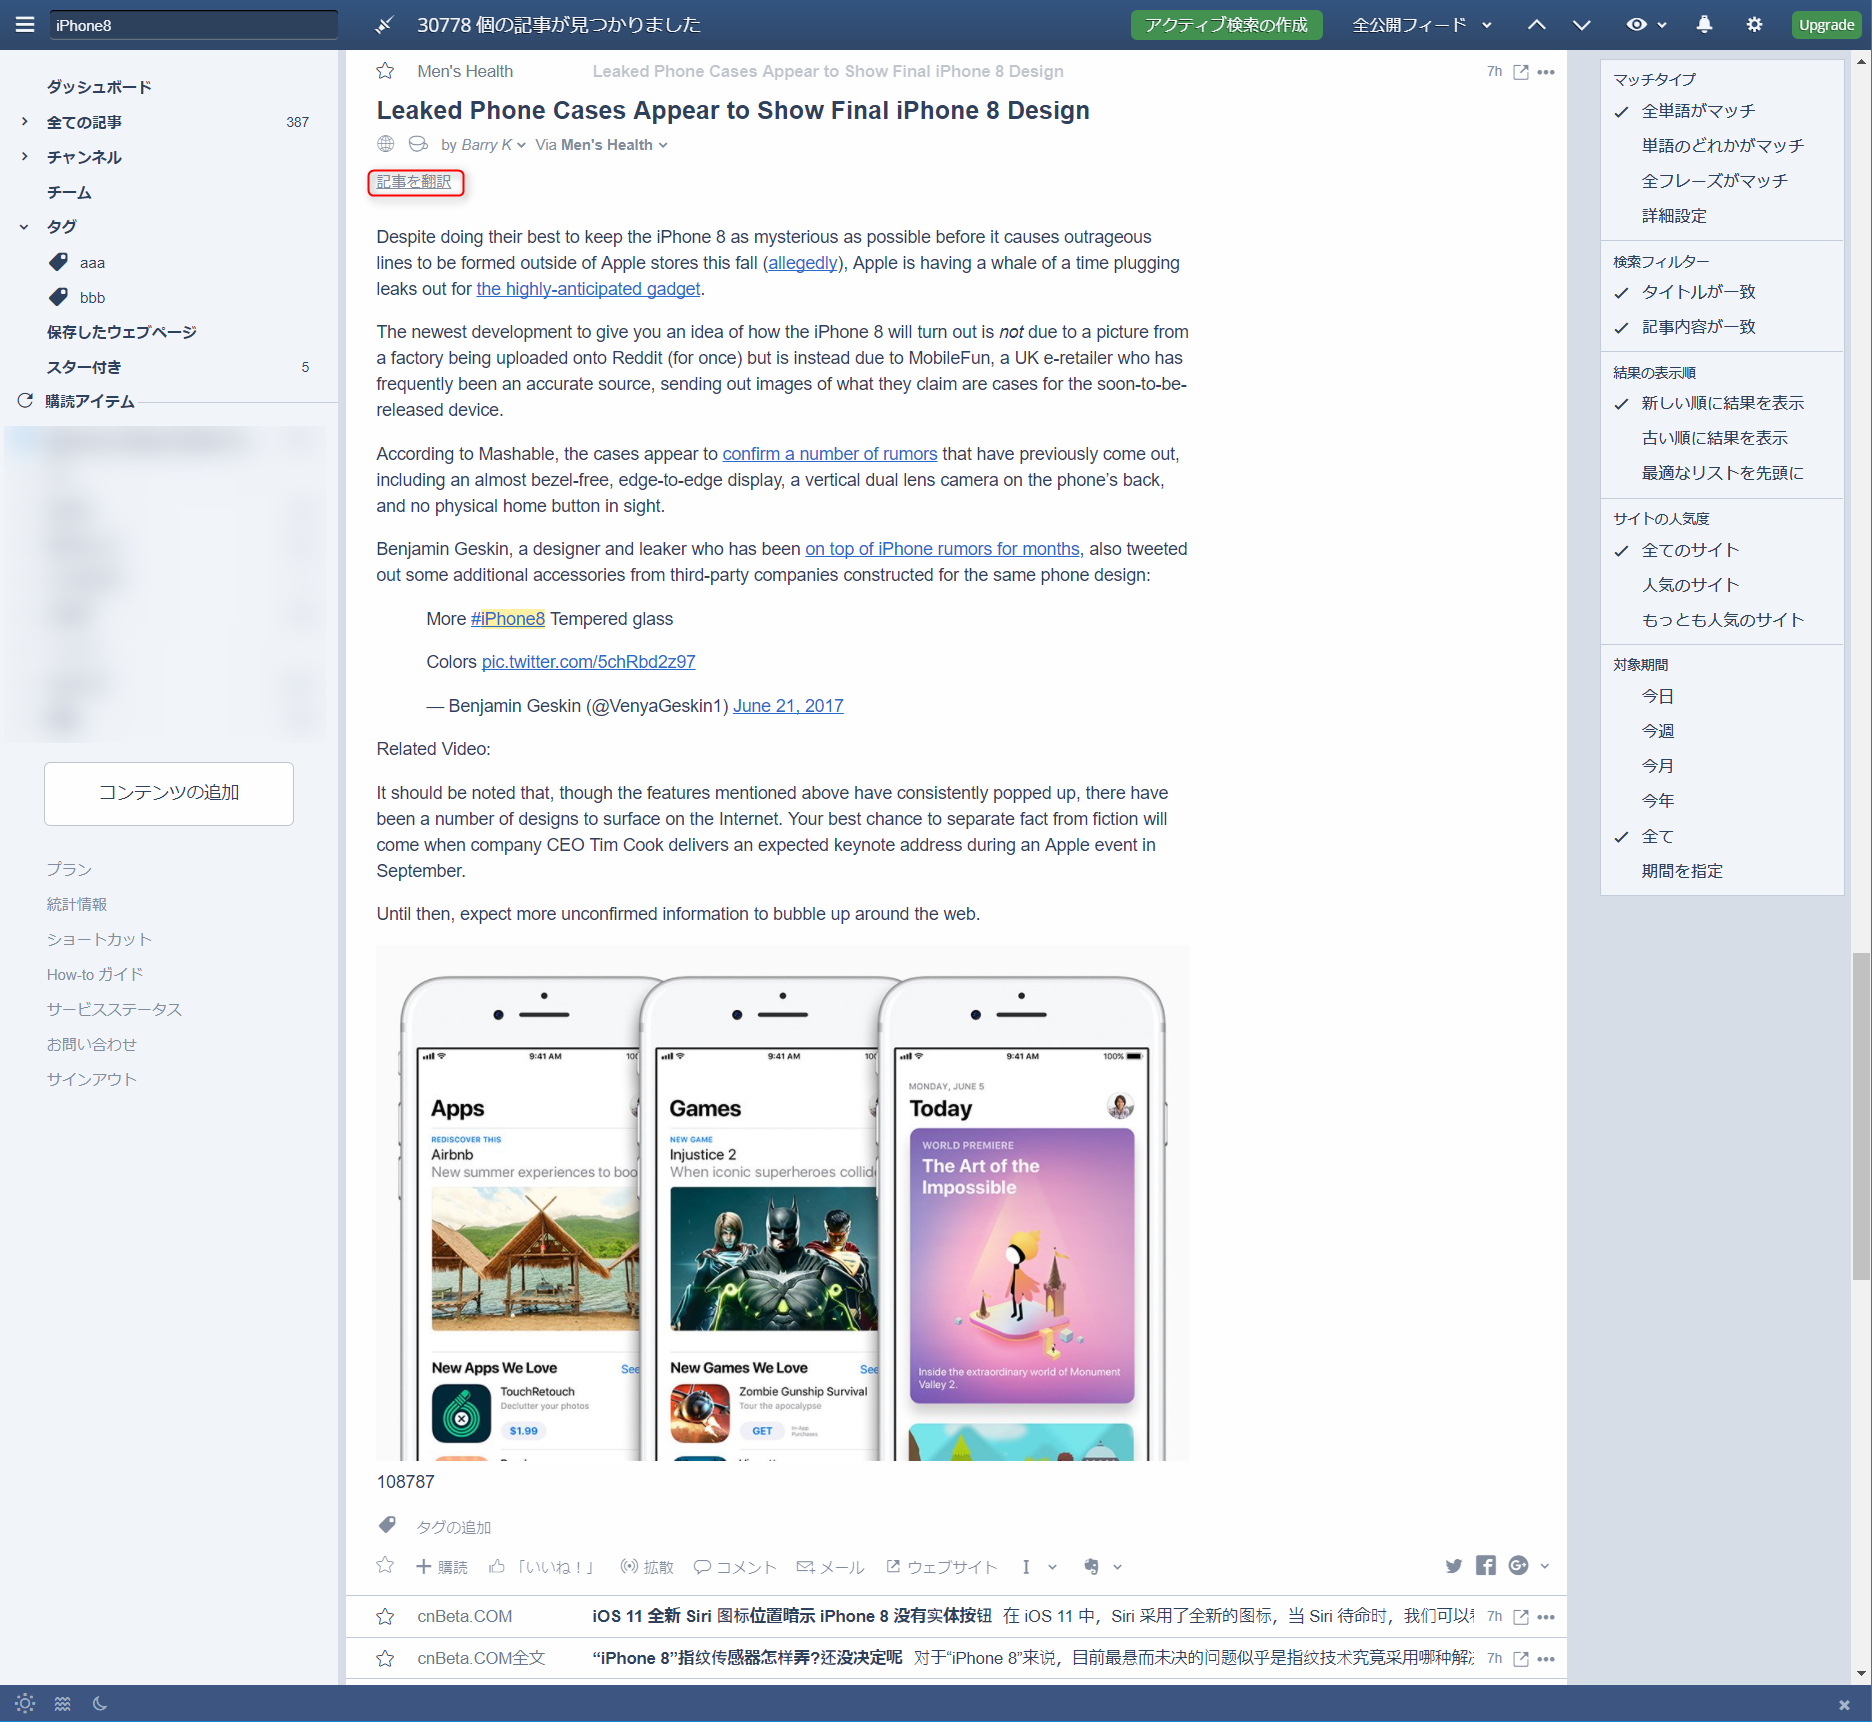 iPhone8
30778 個の記事が見つかりました
アクティブ検索の作成
全公開フィード
Upgrade
ダッシュボード
全ての記事 387
チャンネル
チーム
タグ
aaa
bbb
保存したウェブページ
スター付き 5
購読アイテム
コンテンツの追加
プラン
統計情報
ショートカット
How-to ガイド
サービスステータス
お問い合わせ
サインアウト
Men's Health Leaked Phone Cases Appear to Show Final iPhone 8 Design 7h
Leaked Phone Cases Appear to Show Final iPhone 8 Design
by Barry K Via Men's Health
記事を翻訳
Despite doing their best to keep the iPhone 8 as mysterious as possible before it causes outrageous
lines to be formed outside of Apple stores this fall (allegedly), Apple is having a whale of a time plugging
leaks out for the highly-anticipated gadget.
The newest development to give you an idea of how the iPhone 8 will turn out is not due to a picture from
a factory being uploaded onto Reddit (for once) but is instead due to MobileFun, a UK e-retailer who has
frequently been an accurate source, sending out images of what they claim are cases for the soon-to-be-
released device.
According to Mashable, the cases appear to confirm a number of rumors that have previously come out,
including an almost bezel-free, edge-to-edge display, a vertical dual lens camera on the phone’s back,
and no physical home button in sight.
Benjamin Geskin, a designer and leaker who has been on top of iPhone rumors for months, also tweeted
out some additional accessories from third-party companies constructed for the same phone design:
More #iPhone8 Tempered glass
Colors pic.twitter.com/5chRbd2z97
— Benjamin Geskin (@VenyaGeskin1) June 21, 2017
Related Video:
It should be noted that, though the features mentioned above have consistently popped up, there have
been a number of designs to surface on the Internet. Your best chance to separate fact from fiction will
come when company CEO Tim Cook delivers an expected keynote address during an Apple event in
September.
Until then, expect more unconfirmed information to bubble up around the web.
9:41 AM 100
Apps
REDISCOVER THIS
Airbnb
New summer experiences to boo
New Apps We Love See
TouchRetouch
Declutter your photos
$1.99
9:41 AM 100
Games
NEW GAME
Injustice 2
When iconic superheroes collide
New Games We Love See
Zombie Gunship Survival
Tour the apocalypse
GET In-App
Purchases
9:41 AM 100%
MONDAY, JUNE 5
Today
WORLD PREMIERE
The Art of the
Impossible
Inside the extraordinary world of Monument
Valley 2.
108787
タグの追加
購読 「いいね！」 拡散 コメント メール ウェブサイト
cnBeta.COM iOS 11 全新 Siri 图标位置暗示 iPhone 8 没有实体按钮 在 iOS 11 中，Siri 采用了全新的图标，当 Siri 待命时，我们可以看 7h
cnBeta.COM全文 “iPhone 8”指纹传感器怎样弄?还没决定呢 对于“iPhone 8”来说，目前最悬而未决的问题似乎是指纹技术究竟采用哪种解决 7h
マッチタイプ
全単語がマッチ
単語のどれかがマッチ
全フレーズがマッチ
詳細設定
検索フィルター
タイトルが一致
記事内容が一致
結果の表示順
新しい順に結果を表示
古い順に結果を表示
最適なリストを先頭に
サイトの人気度
全てのサイト
人気のサイト
もっとも人気のサイト
対象期間
今日
今週
今月
今年
全て
期間を指定